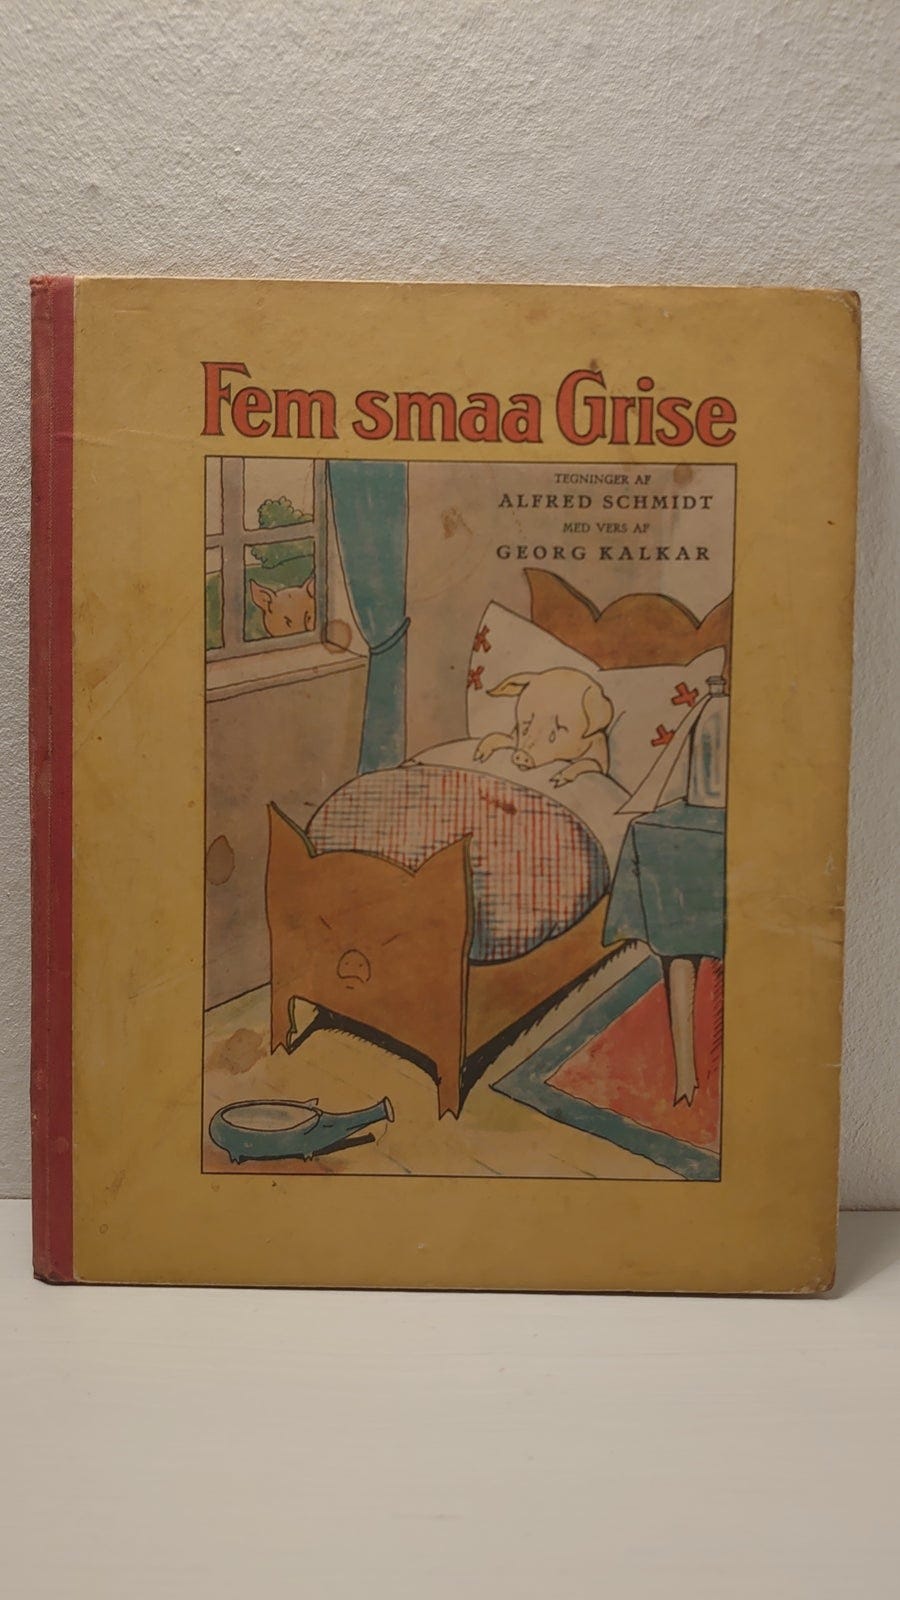 Fem smaa Grise
TEGNINGER AF
ALFRED SCHMIDT
MED VERS AF
GEORG KALKAR